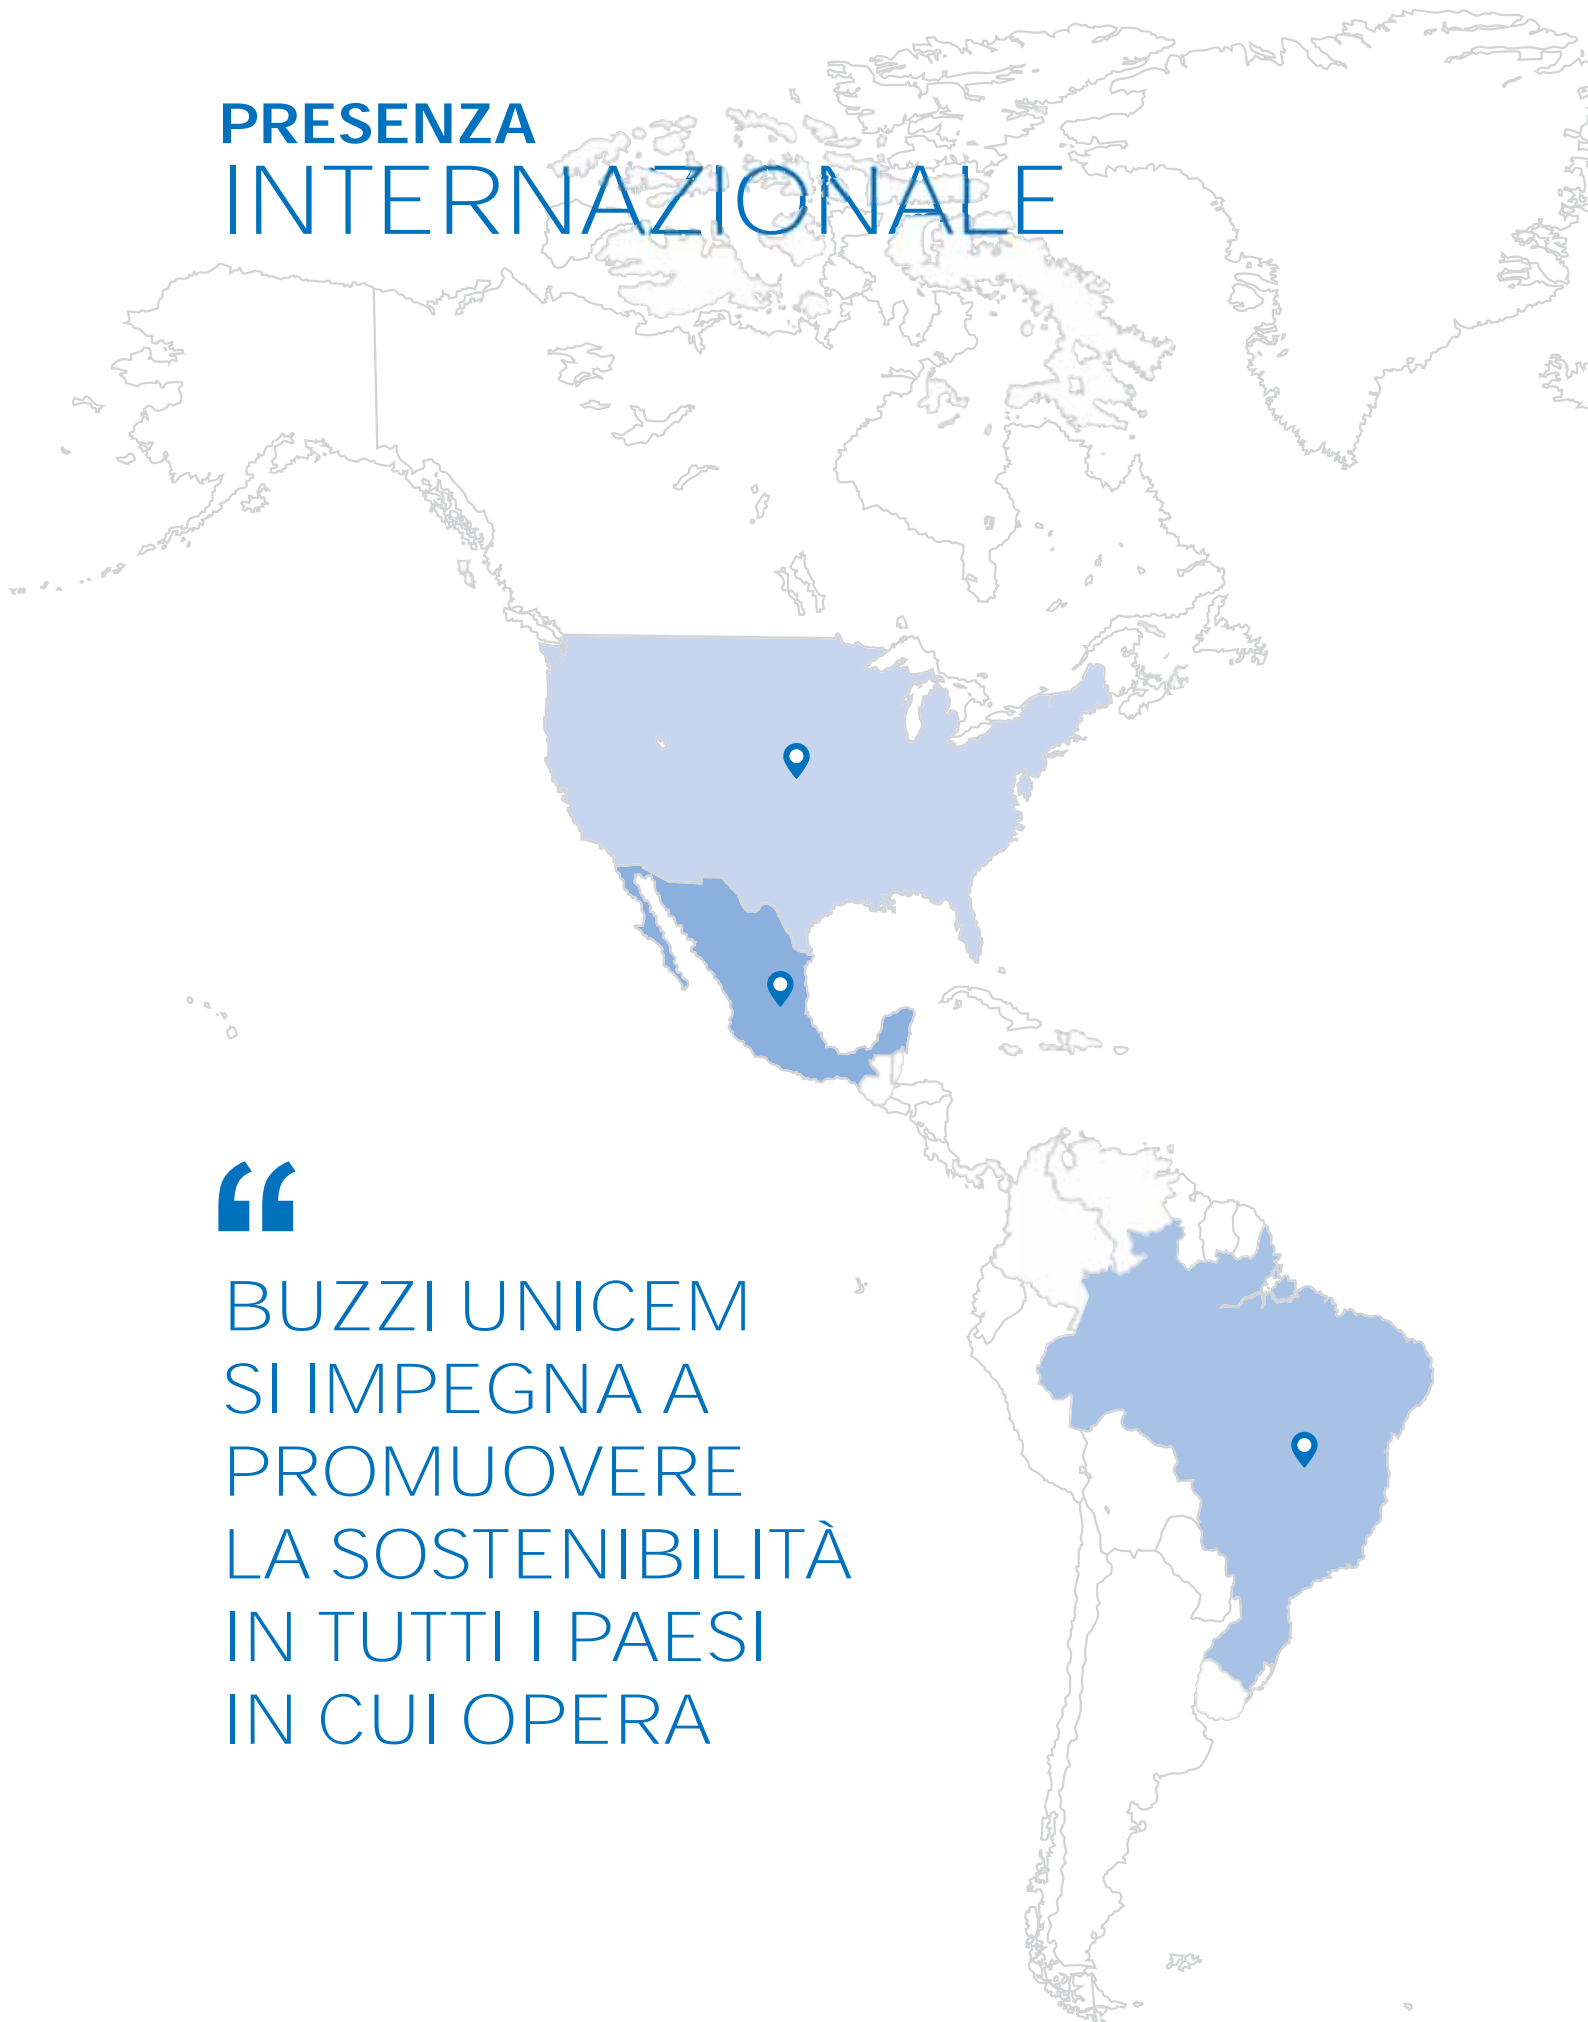 PRESENZA
INTERNAZIONALE
“
BUZZI UNICEM
SI IMPEGNA A
PROMUOVERE
LA SOSTENIBILITÀ
IN TUTTI I PAESI
IN CUI OPERA